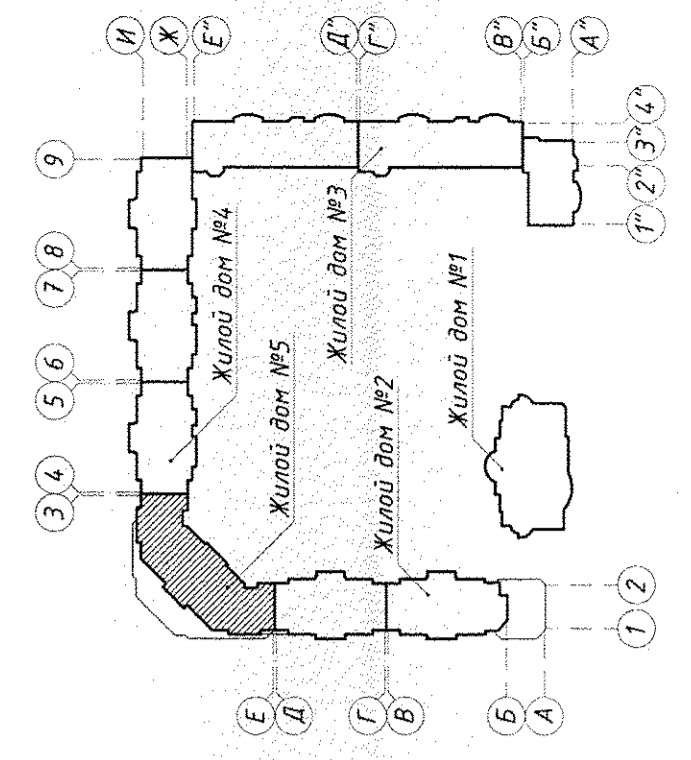 И
Ж
Е"
Д"
Г"
В"
Б"
А"
9
8
7
6
5
4
3
4"
3"
2"
1"
Жилой дом №4
Жилой дом №3
Жилой дом №5
Жилой дом №2
Жилой дом №1
Е
Д
Г
В
Б
А
2
1